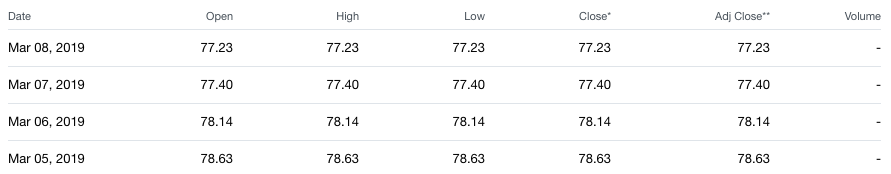 Date Open High Low Close* Adj Close** Volume
Mar 08, 2019 77.23 77.23 77.23 77.23 77.23 -
Mar 07, 2019 77.40 77.40 77.40 77.40 77.40 -
Mar 06, 2019 78.14 78.14 78.14 78.14 78.14 -
Mar 05, 2019 78.63 78.63 78.63 78.63 78.63 -